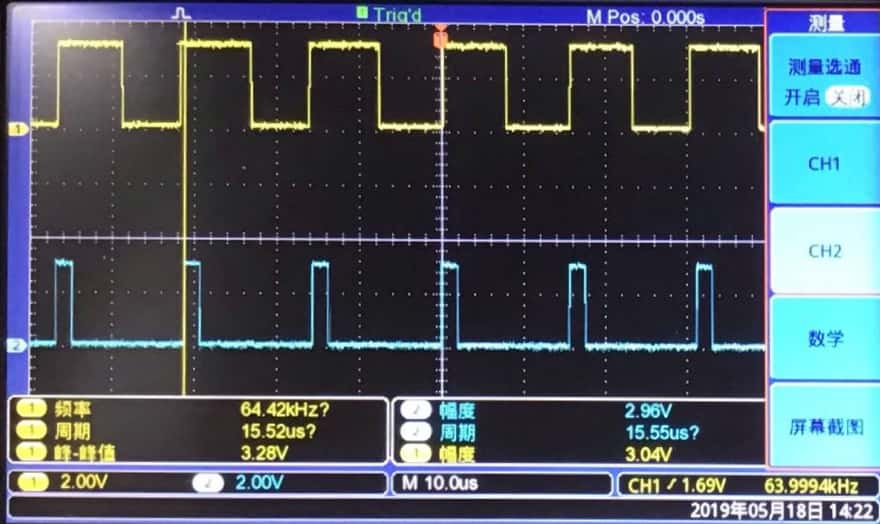 Trig'd
M Pos: 0.000s
测量
测量选通
开启 关闭
CH1
CH2
数学
屏幕截图
1
2
1 频率 64.42kHz?
1 周期 15.52us?
1 峰-峰值 3.28V
2 幅度 2.96V
2 周期 15.55us?
1 幅度 3.04V
1 2.00V
2 2.00V
M 10.0us
CH1 / 1.69V 63.9994kHz
2019年05月18日 14:22